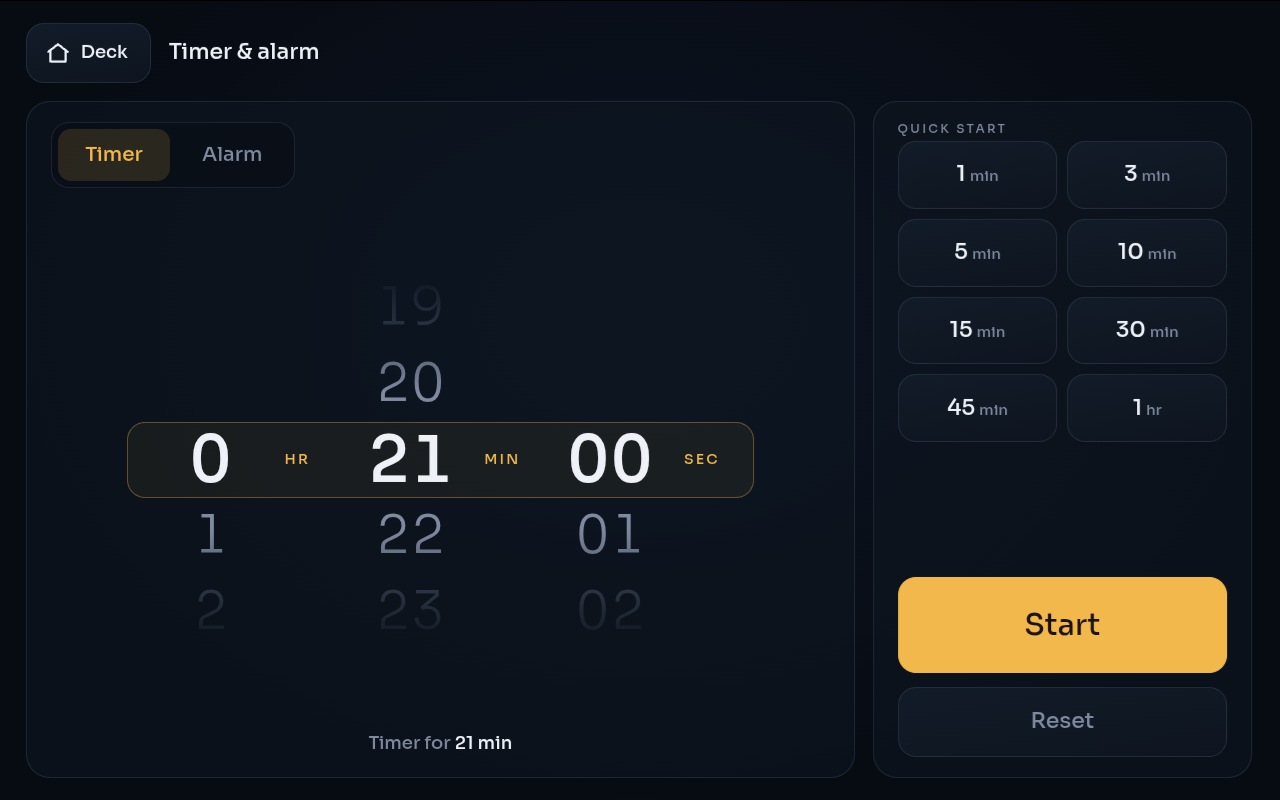 Deck
Timer & alarm
Timer
Alarm
19
20
0 HR 21 MIN 00 SEC
1 22 01
2 23 02
Timer for 21 min
QUICK START
1 min
3 min
5 min
10 min
15 min
30 min
45 min
1 hr
Start
Reset